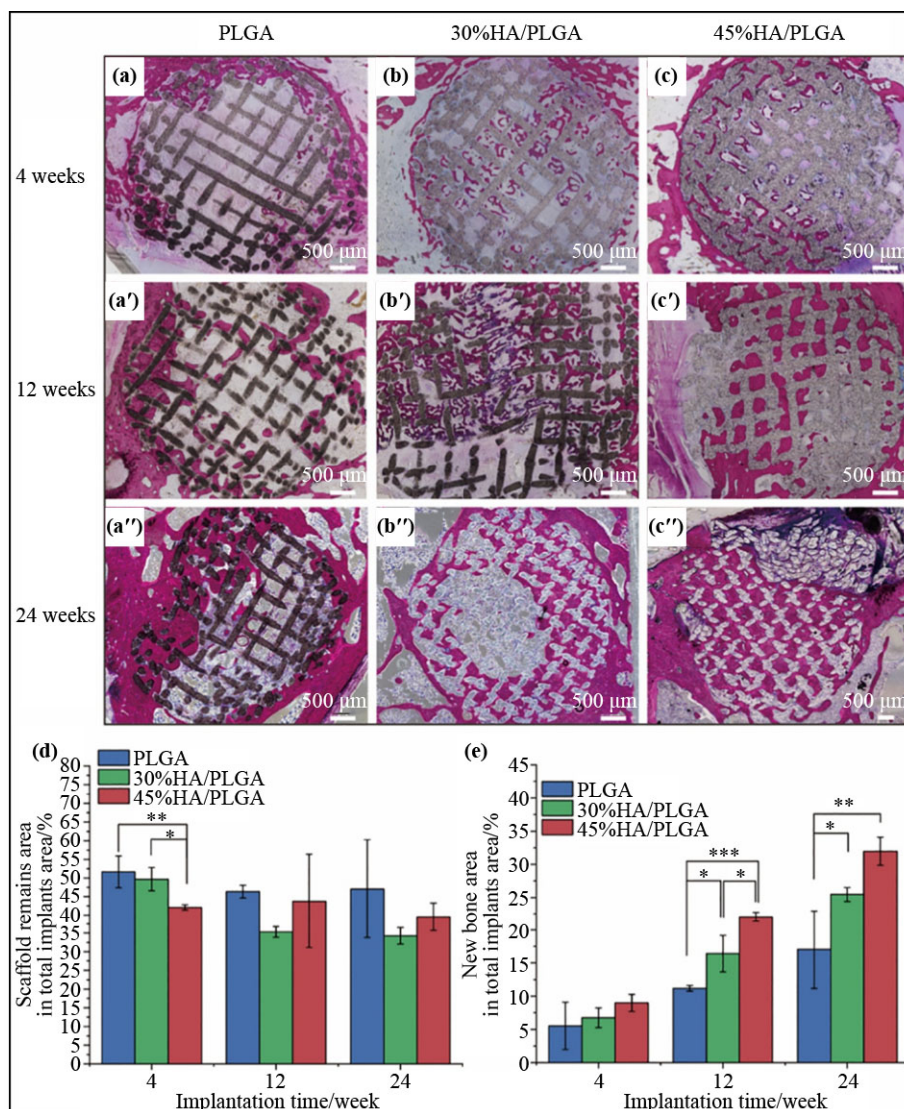 PLGA 30%HA/PLGA 45%HA/PLGA
4 weeks
(a) 500 μm
(b) 500 μm
(c) 500 μm
12 weeks
(a′) 500 μm
(b′) 500 μm
(c′) 500 μm
24 weeks
(a″) 500 μm
(b″) 500 μm
(c″) 500 μm
(d)
PLGA
30%HA/PLGA
45%HA/PLGA
Scaffold remains area
in total implants area/%
80
75
70
65
60
55
50
45
40
35
30
25
20
15
10
5
0
**
*
4 12 24
Implantation time/week
(e)
PLGA
30%HA/PLGA
45%HA/PLGA
New bone area
in total implants area/%
45
40
35
30
25
20
15
10
5
0
***
* *
**
*
4 12 24
Implantation time/week